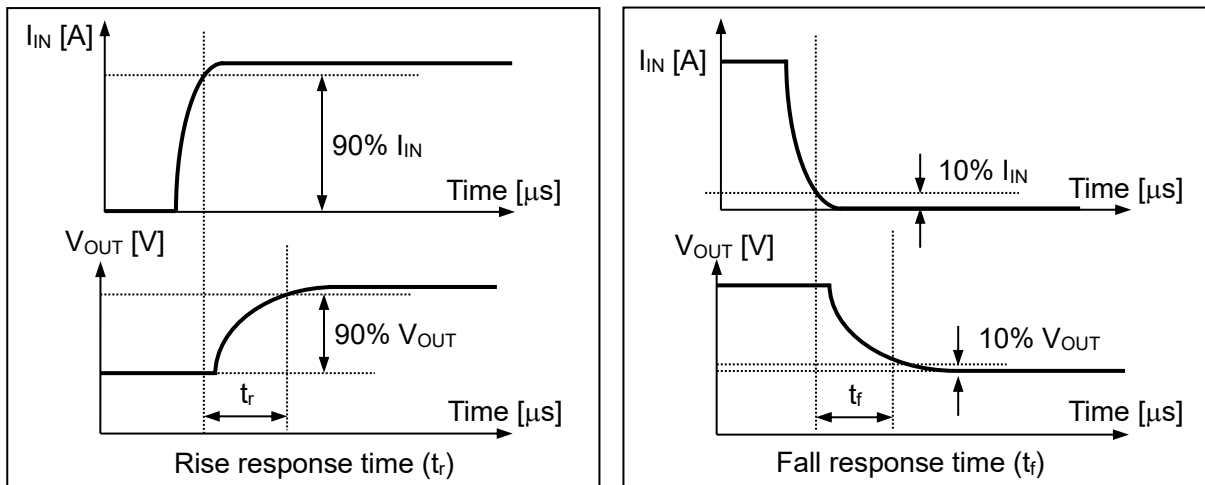 I_IN [A]
90% I_IN
Time [μs]
V_OUT [V]
90% V_OUT
t_r
Time [μs]
Rise response time (t_r)
I_IN [A]
10% I_IN
Time [μs]
V_OUT [V]
10% V_OUT
t_f
Time [μs]
Fall response time (t_f)